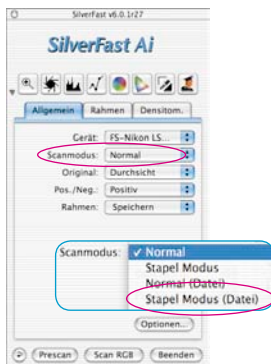 SilverFast v6.0.1r27
SilverFast Ai
Allgemein Rahmen Densitom.
Gerät: FS-Nikon LS...
Scanmodus: Normal
Original: Durchsicht
Pos./Neg.: Positiv
Rahmen: Speichern
Scanmodus: ✓ Normal
Stapel Modus
Normal (Datei)
Stapel Modus (Datei)
Optionen...
Prescan Scan RGB Beenden